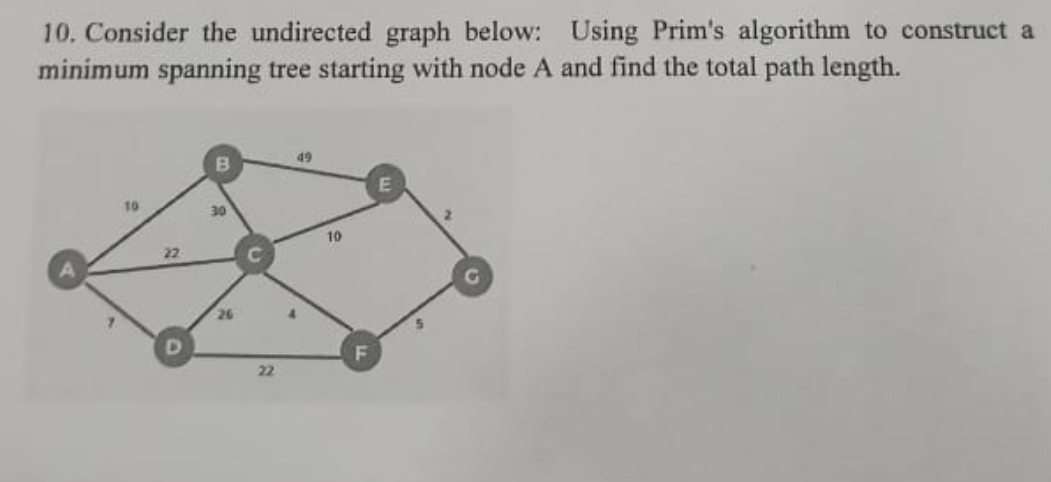 10. Consider the undirected graph below: Using Prim's algorithm to construct a
minimum spanning tree starting with node A and find the total path length.
B
49
E
10
30
2
10
22
C
A
G
7
26
4
5
D
F
22